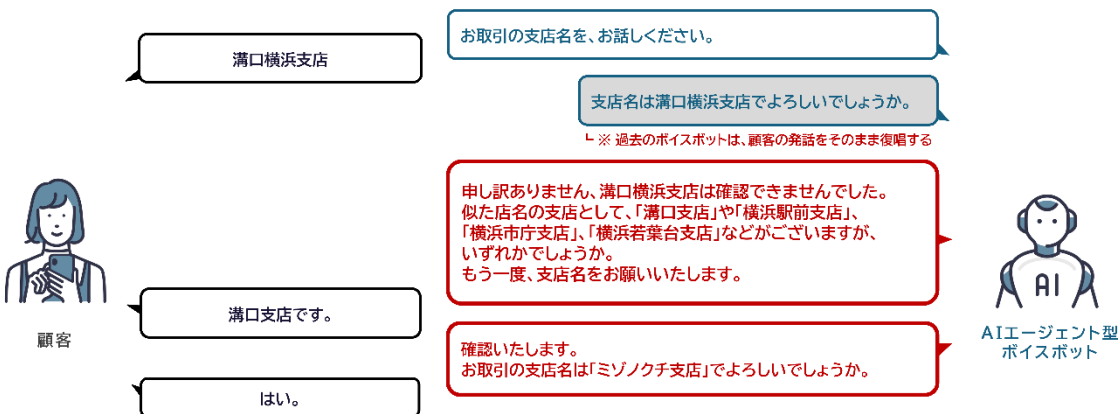 お取引の支店名を、お話しください。
溝口横浜支店
支店名は溝口横浜支店でよろしいでしょうか。
┗ ※ 過去のボイスボットは、顧客の発話をそのまま復唱する
申し訳ありません、溝口横浜支店は確認できませんでした。
似た店名の支店として、「溝口支店」や「横浜駅前支店」、
「横浜市庁支店」、「横浜若葉台支店」などがございますが、
いずれかでしょうか。
もう一度、支店名をお願いいたします。
溝口支店です。
確認いたします。
お取引の支店名は「ミゾノクチ支店」でよろしいでしょうか。
はい。
顧客
AI
AIエージェント型
ボイスボット